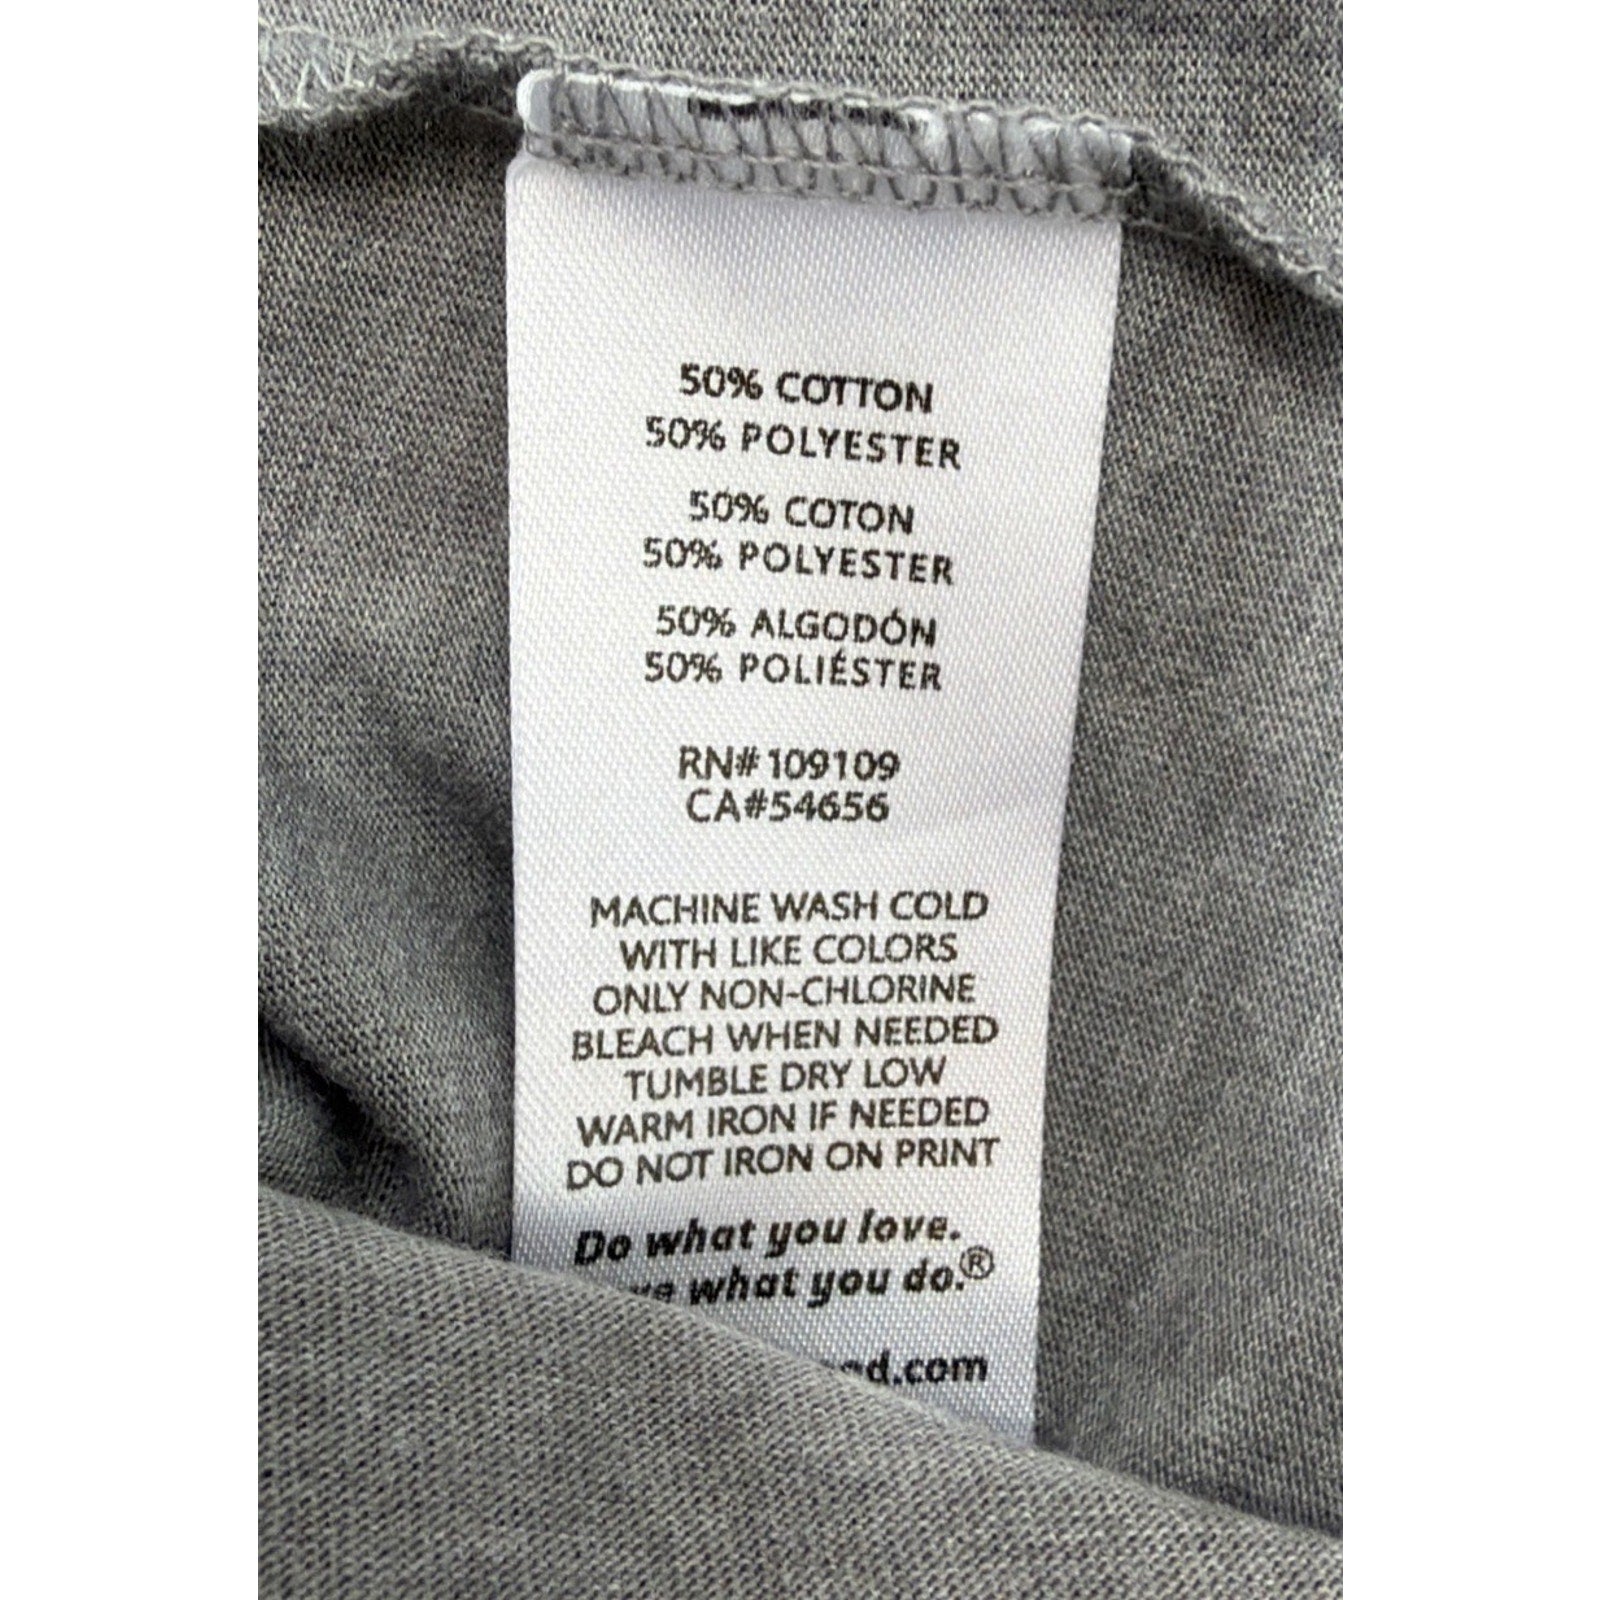 50% COTTON
50% POLYESTER
50% COTON
50% POLYESTER
50% ALGODÓN
50% POLIÉSTER
RN#109109
CA#54656
MACHINE WASH COLD
WITH LIKE COLORS
ONLY NON-CHLORINE
BLEACH WHEN NEEDED
TUMBLE DRY LOW
WARM IRON IF NEEDED
DO NOT IRON ON PRINT
Do what you love.
what you do.®